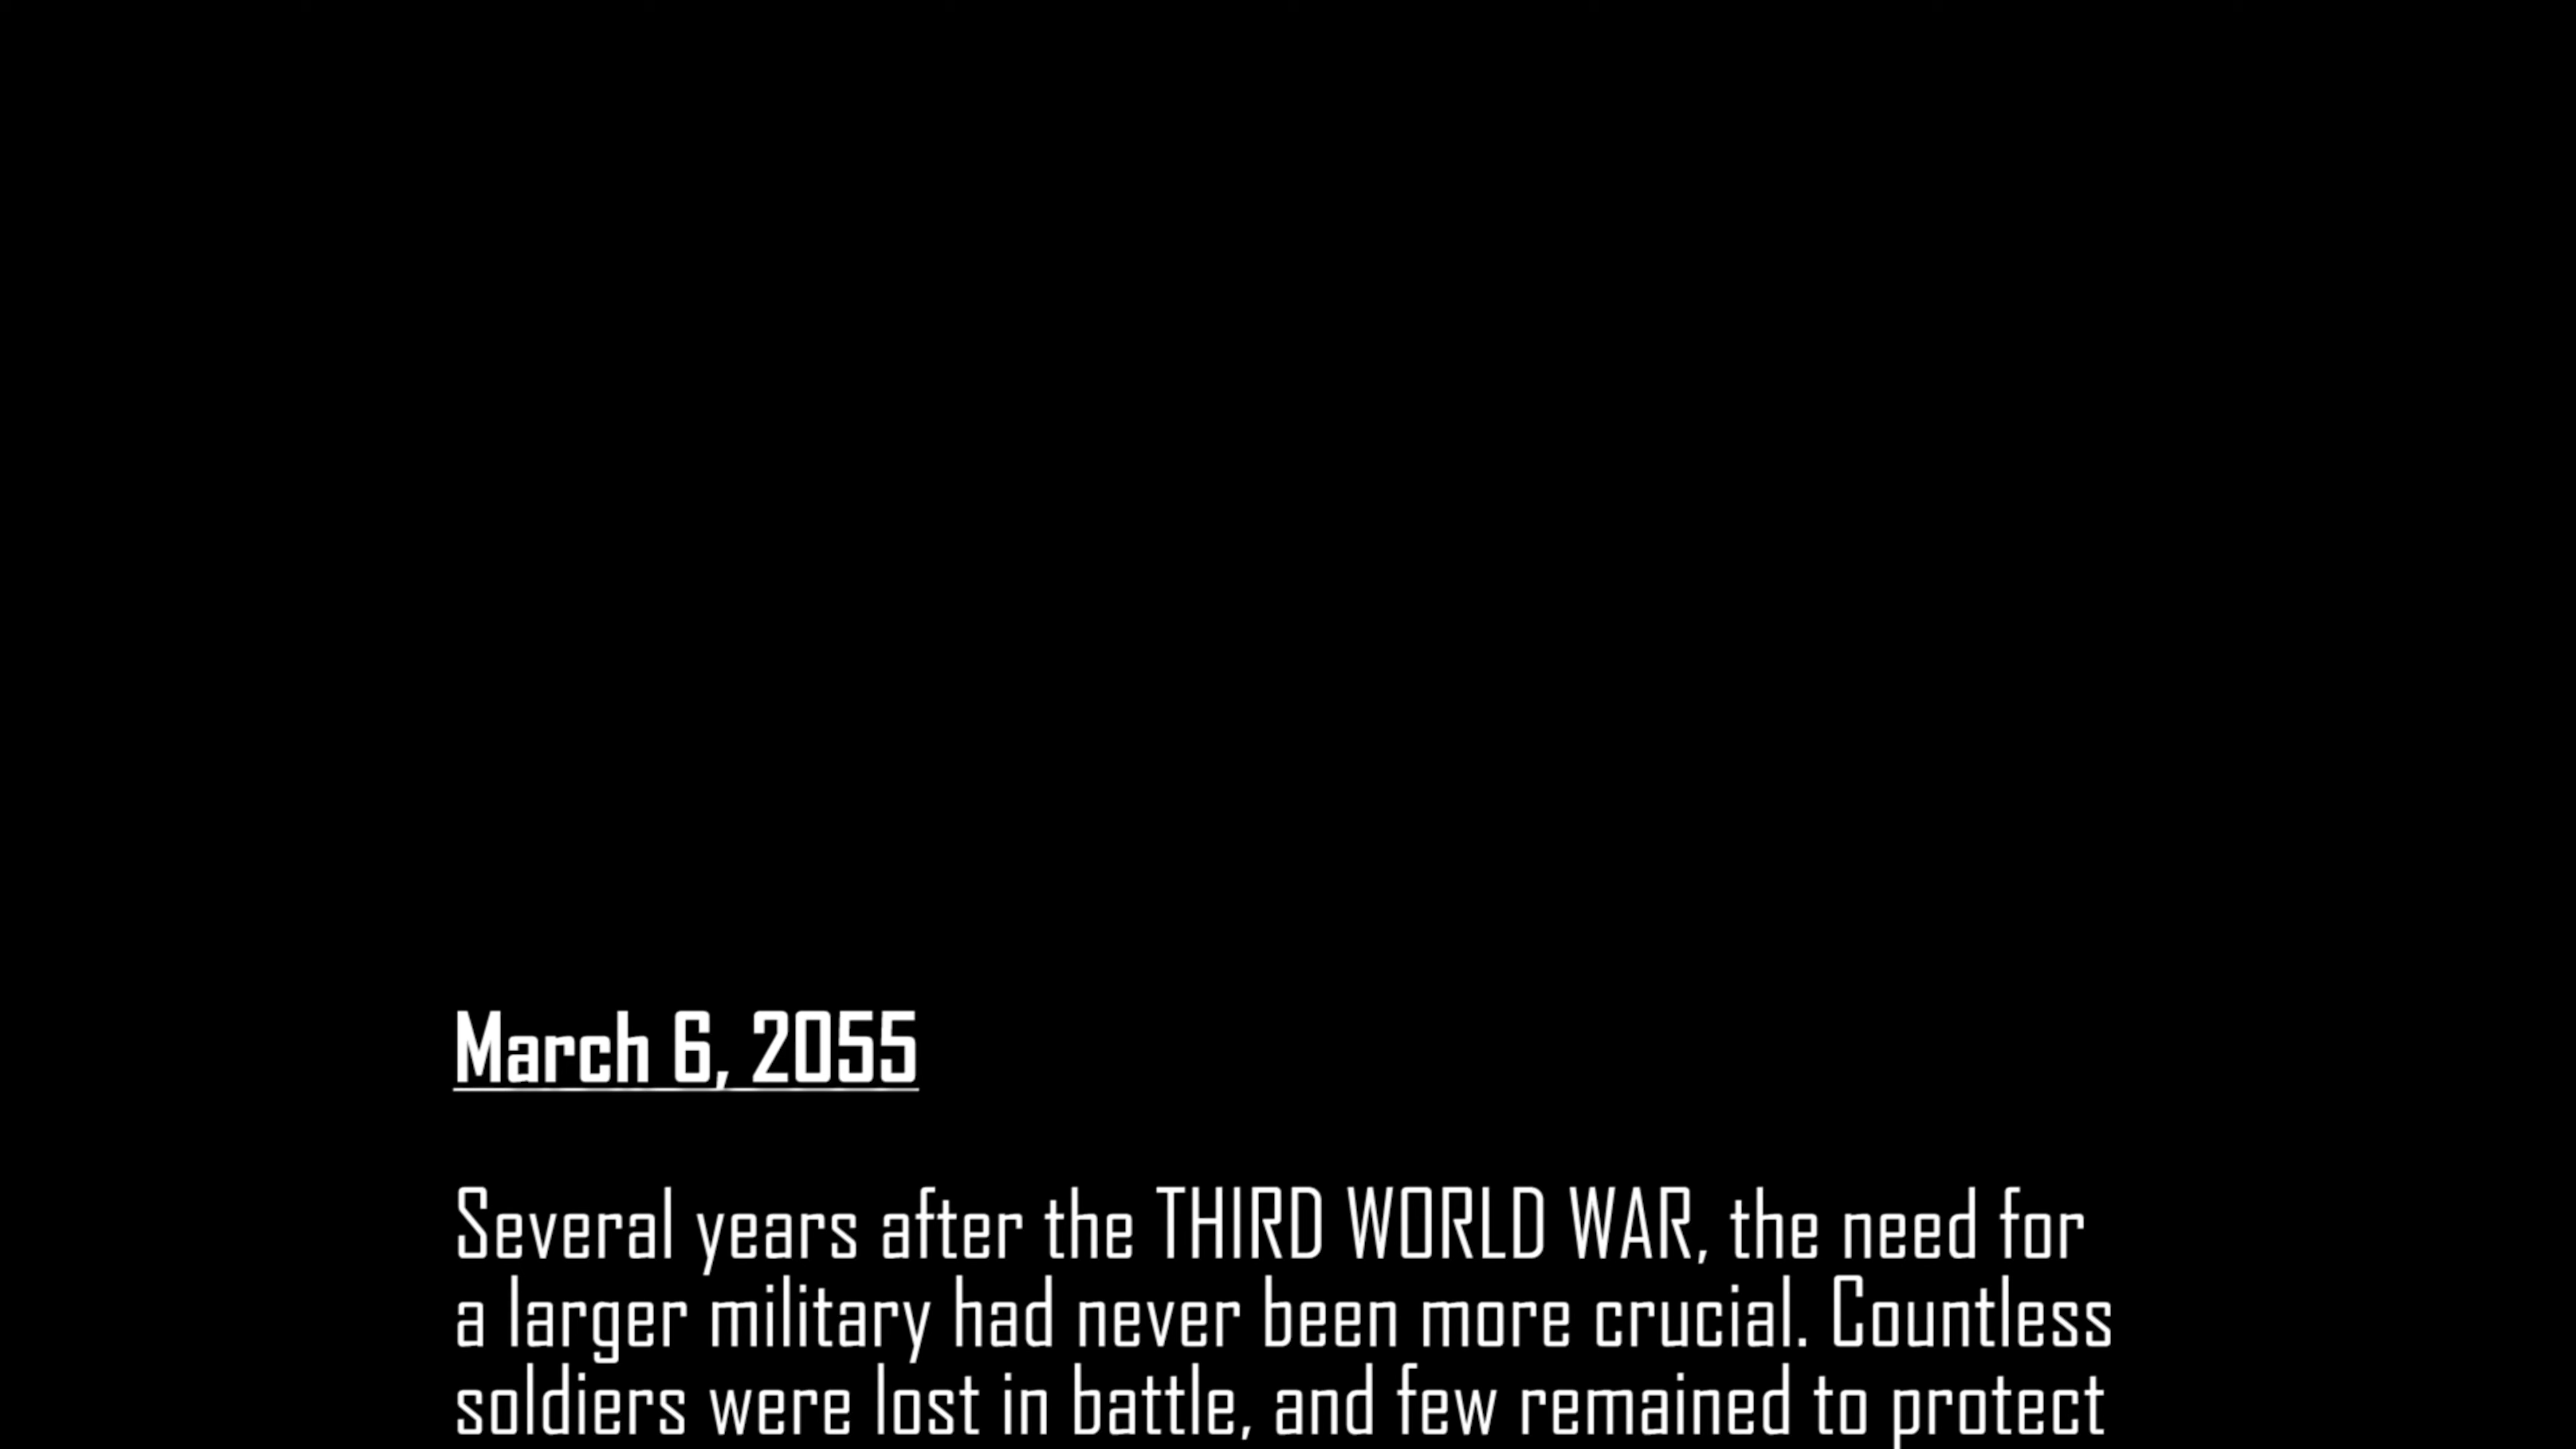 March 6, 2055
Several years after the THIRD WORLD WAR, the need for
a larger military had never been more crucial. Countless
soldiers were lost in battle, and few remained to protect